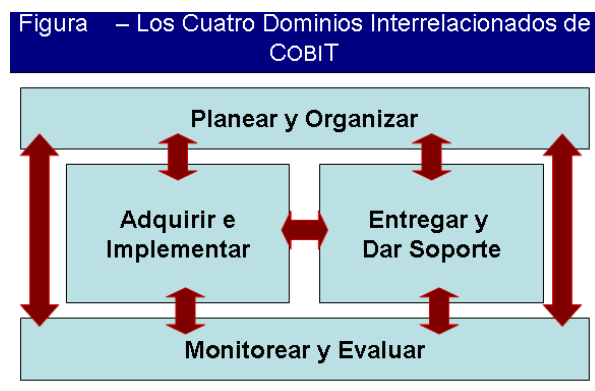 Figura – Los Cuatro Dominios Interrelacionados de
COBIT
Planear y Organizar
Adquirir e
Implementar
Entregar y
Dar Soporte
Monitorear y Evaluar